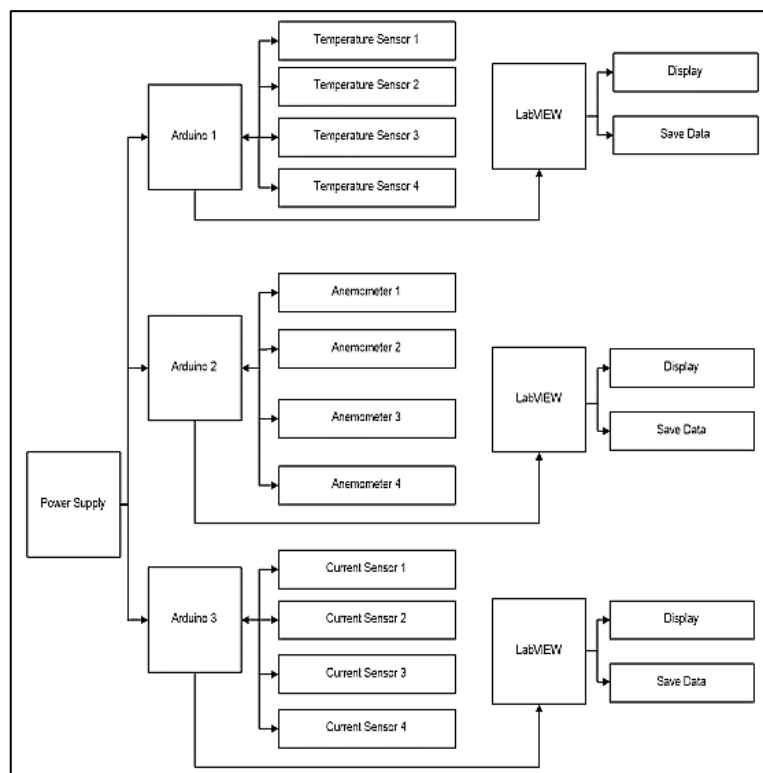 Temperature Sensor 1
Temperature Sensor 2
Temperature Sensor 3
Temperature Sensor 4
Arduino 1
LabVIEW
Display
Save Data
Anemometer 1
Anemometer 2
Anemometer 3
Anemometer 4
Arduino 2
LabVIEW
Display
Save Data
Power Supply
Current Sensor 1
Current Sensor 2
Current Sensor 3
Current Sensor 4
Arduino 3
LabVIEW
Display
Save Data